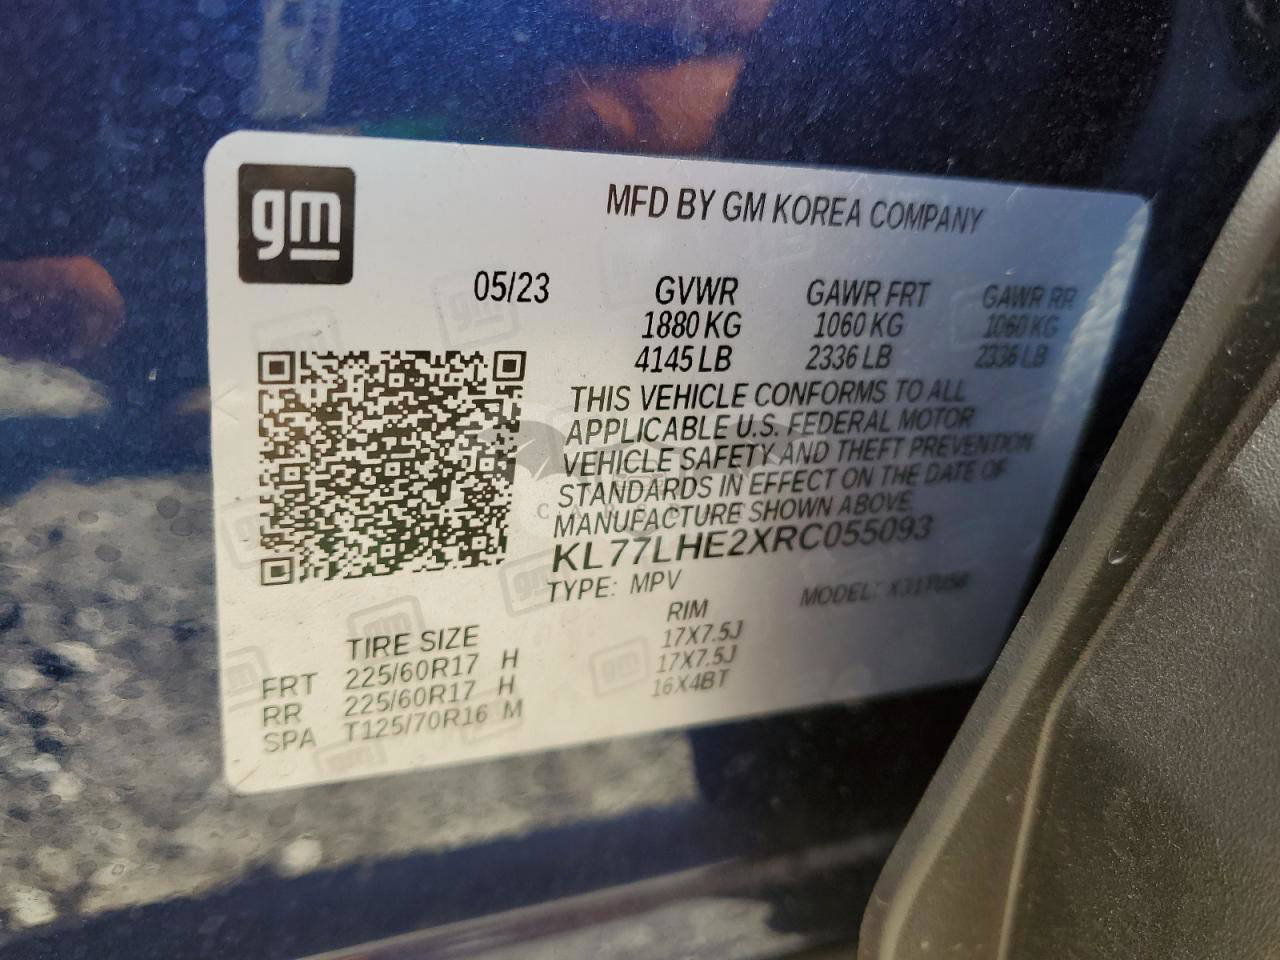 gm
MFD BY GM KOREA COMPANY
05/23 GVWR GAWR FRT GAWR RR
1880 KG 1060 KG 1060 KG
4145 LB 2336 LB 2336 LB
THIS VEHICLE CONFORMS TO ALL
APPLICABLE U.S. FEDERAL MOTOR
VEHICLE SAFETY AND THEFT PREVENTION
STANDARDS IN EFFECT ON THE DATE OF
MANUFACTURE SHOWN ABOVE.
KL77LHE2XRC055093
TYPE: MPV MODEL:
TIRE SIZE RIM
FRT 225/60R17 H 17X7.5J
RR 225/60R17 H 17X7.5J
SPA T125/70R16 M 16X4BT